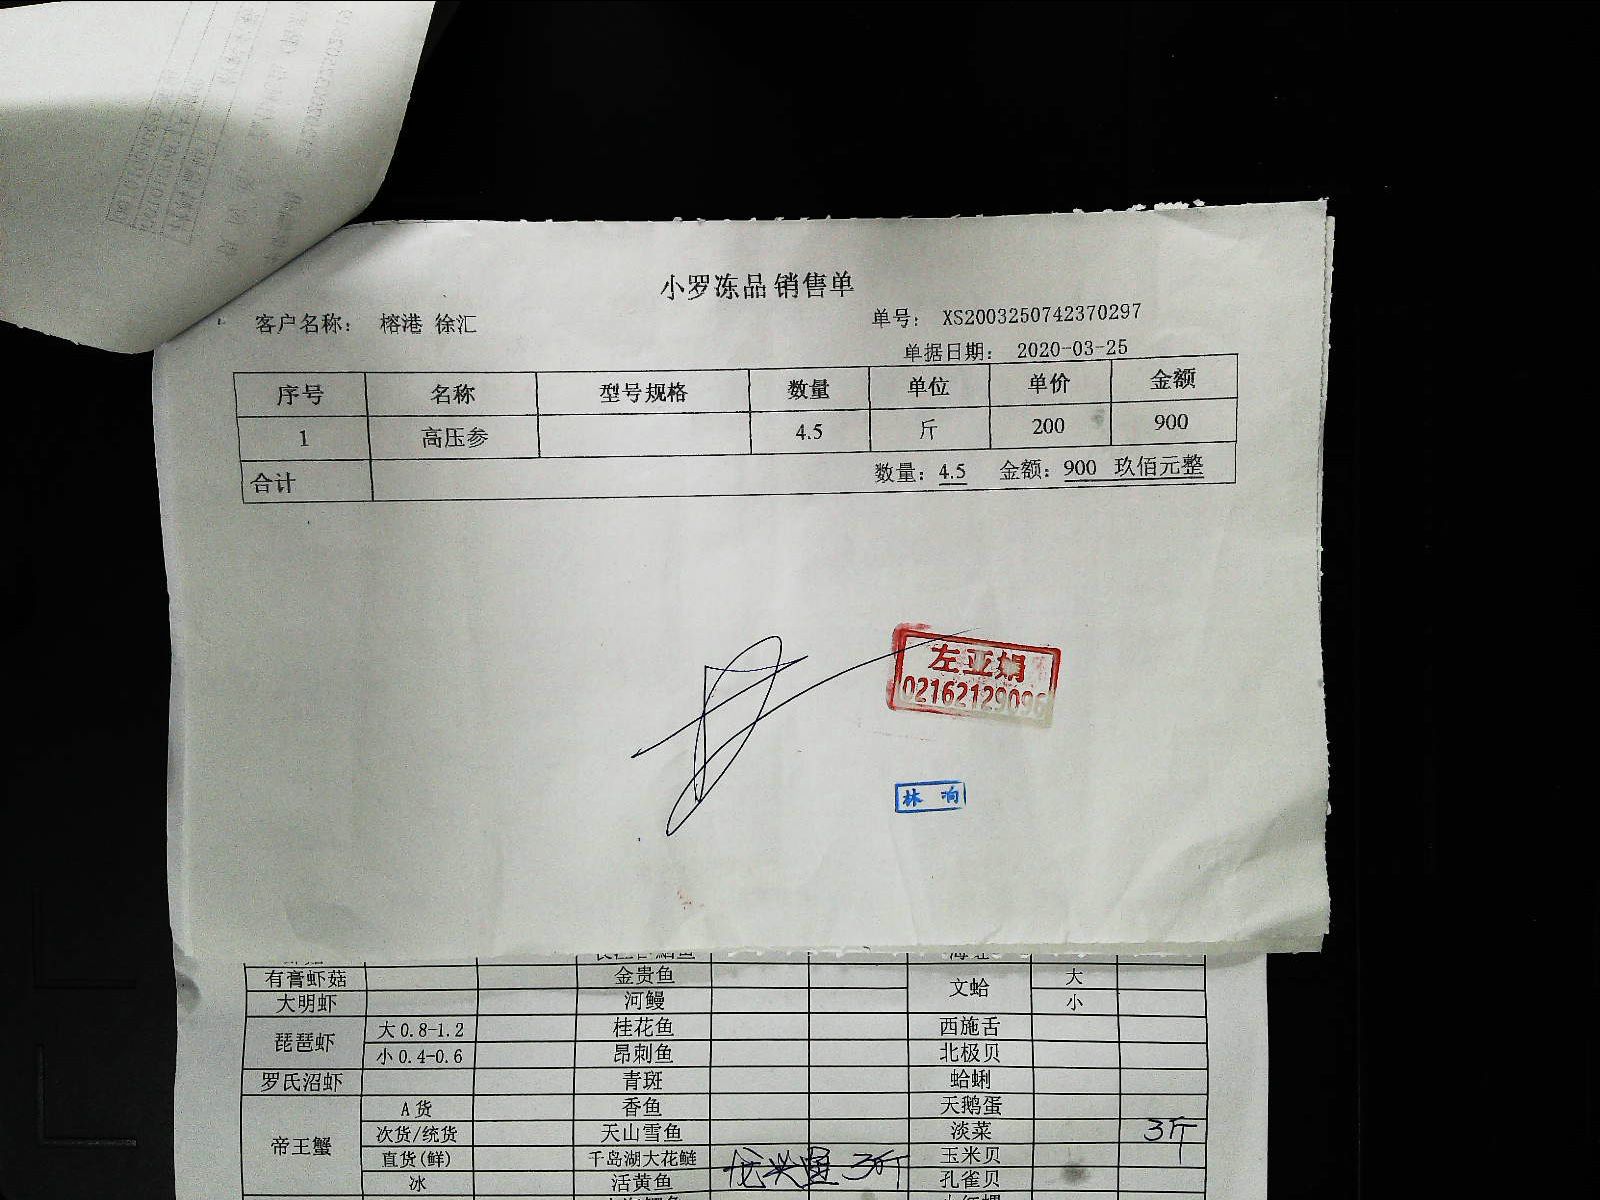 小罗冻品 销售单
客户名称： 榕港 徐汇 单号： XS2003250742370297
单据日期： 2020-03-25
序号 名称 型号规格 数量 单位 单价 金额
1 高压参 4.5 斤 200 900
合计 数量：4.5 金额：900 玖佰元整
左亚娟
02162129096
林 响
有膏虾菇 金贵鱼 文蛤 大
大明虾 河鳗 小
琵琶虾 大0.8-1.2 桂花鱼 西施舌
小0.4-0.6 昂刺鱼 北极贝
罗氏沼虾 青斑 蛤蜊
帝王蟹 A货 香鱼 天鹅蛋
次货/统货 天山雪鱼 淡菜 3斤
直货(鲜) 千岛湖大花鲢 3斤 玉米贝
冰 活黄鱼 孔雀贝